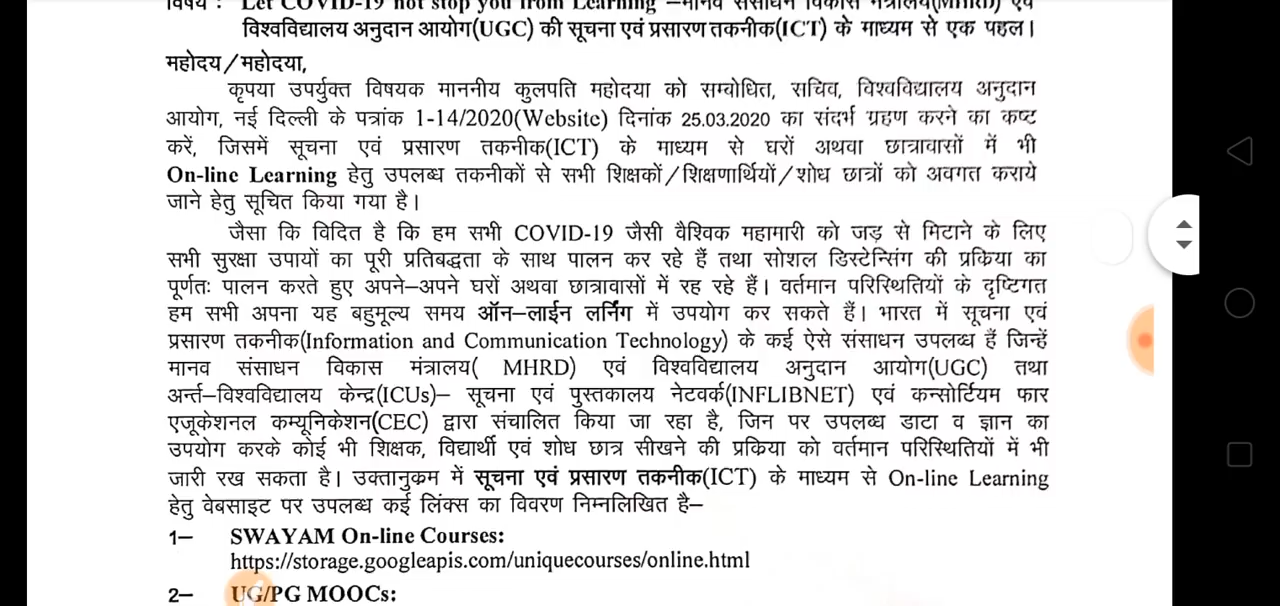 विषय : Let COVID-19 not stop you from Learning –मानव संसाधन विकास मंत्रालय(MHRD) एवं
विश्वविद्यालय अनुदान आयोग(UGC) की सूचना एवं प्रसारण तकनीक(ICT) के माध्यम से एक पहल।
महोदय/महोदया,
कृपया उपर्युक्त विषयक माननीय कुलपति महोदया को सम्बोधित, सचिव, विश्वविद्यालय अनुदान
आयोग, नई दिल्ली के पत्रांक 1-14/2020(Website) दिनांक 25.03.2020 का संदर्भ ग्रहण करने का कष्ट
करें, जिसमें सूचना एवं प्रसारण तकनीक(ICT) के माध्यम से घरों अथवा छात्रावासों में भी
On-line Learning हेतु उपलब्ध तकनीकों से सभी शिक्षकों/शिक्षणार्थियों/शोध छात्रों को अवगत कराये
जाने हेतु सूचित किया गया है।
जैसा कि विदित है कि हम सभी COVID-19 जैसी वैश्विक महामारी को जड़ से मिटाने के लिए
सभी सुरक्षा उपायों का पूरी प्रतिबद्धता के साथ पालन कर रहे हैं तथा सोशल डिस्टेन्सिंग की प्रकिया का
पूर्णतः पालन करते हुए अपने–अपने घरों अथवा छात्रावासों में रह रहे हैं। वर्तमान परिस्थितियों के दृष्टिगत
हम सभी अपना यह बहुमूल्य समय ऑन–लाईन लर्निंग में उपयोग कर सकते हैं। भारत में सूचना एवं
प्रसारण तकनीक(Information and Communication Technology) के कई ऐसे संसाधन उपलब्ध हैं जिन्हें
मानव संसाधान विकास मंत्रालय( MHRD) एवं विश्वविद्यालय अनुदान आयोग(UGC) तथा
अर्न्त–विश्वविद्यालय केन्द्र(ICUs)– सूचना एवं पुस्तकालय नेटवर्क(INFLIBNET) एवं कन्सोर्टियम फार
एजूकेशनल कम्यूनिकेशन(CEC) द्वारा संचालित किया जा रहा है, जिन पर उपलब्ध डाटा व ज्ञान का
उपयोग करके कोई भी शिक्षक, विद्यार्थी एवं शोध छात्र सीखने की प्रकिया को वर्तमान परिस्थितियों में भी
जारी रख सकता है। उक्तानुकम में सूचना एवं प्रसारण तकनीक(ICT) के माध्यम से On-line Learning
हेतु वेबसाइट पर उपलब्ध कई लिंक्स का विवरण निम्नलिखित है–
1– SWAYAM On-line Courses:
https://storage.googleapis.com/uniquecourses/online.html
2– UG/PG MOOCs: